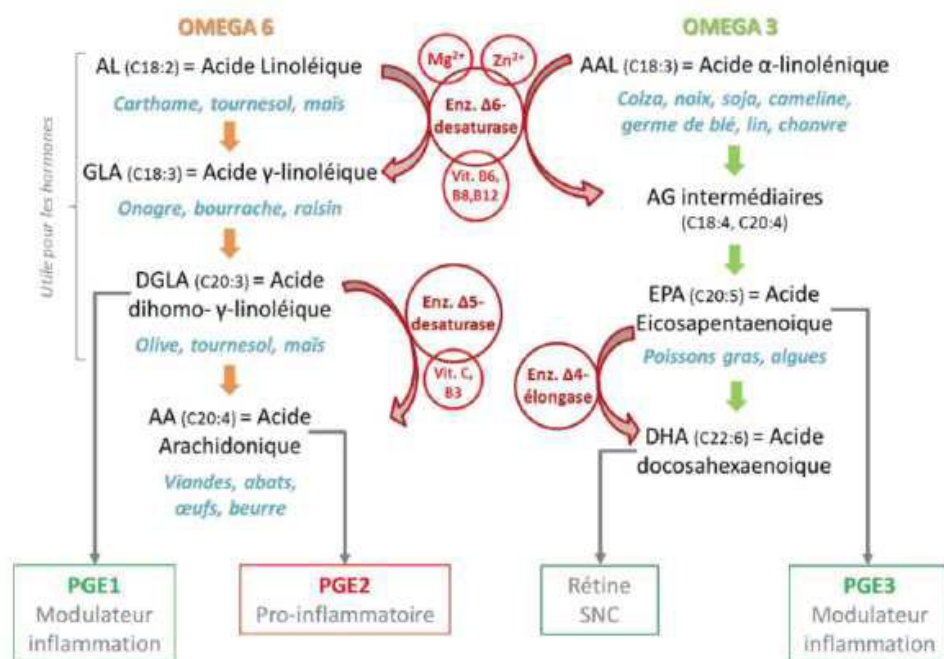 OMEGA 6
AL (C18:2) = Acide Linoléique
Carthame, tournesol, maïs
GLA (C18:3) = Acide γ-linoléique
Onagre, bourrache, raisin
DGLA (C20:3) = Acide
dihomo- γ-linoléique
Olive, tournesol, maïs
AA (C20:4) = Acide
Arachidonique
Viandes, abats,
œufs, beurre
Utile pour les hormones
Mg²⁺
Zn²⁺
Enz. Δ6-
desaturase
Vit. B6,
B8,B12
Enz. Δ5-
desaturase
Vit. C,
B3
Enz. Δ4-
élongase
OMEGA 3
AAL (C18:3) = Acide α-linolénique
Colza, noix, soja, cameline,
germe de blé, lin, chanvre
AG intermédiaires
(C18:4, C20:4)
EPA (C20:5) = Acide
Eicosapentaenoique
Poissons gras, algues
DHA (C22:6) = Acide
docosahexaenoique
PGE1
Modulateur
inflammation
PGE2
Pro-inflammatoire
Rétine
SNC
PGE3
Modulateur
inflammation